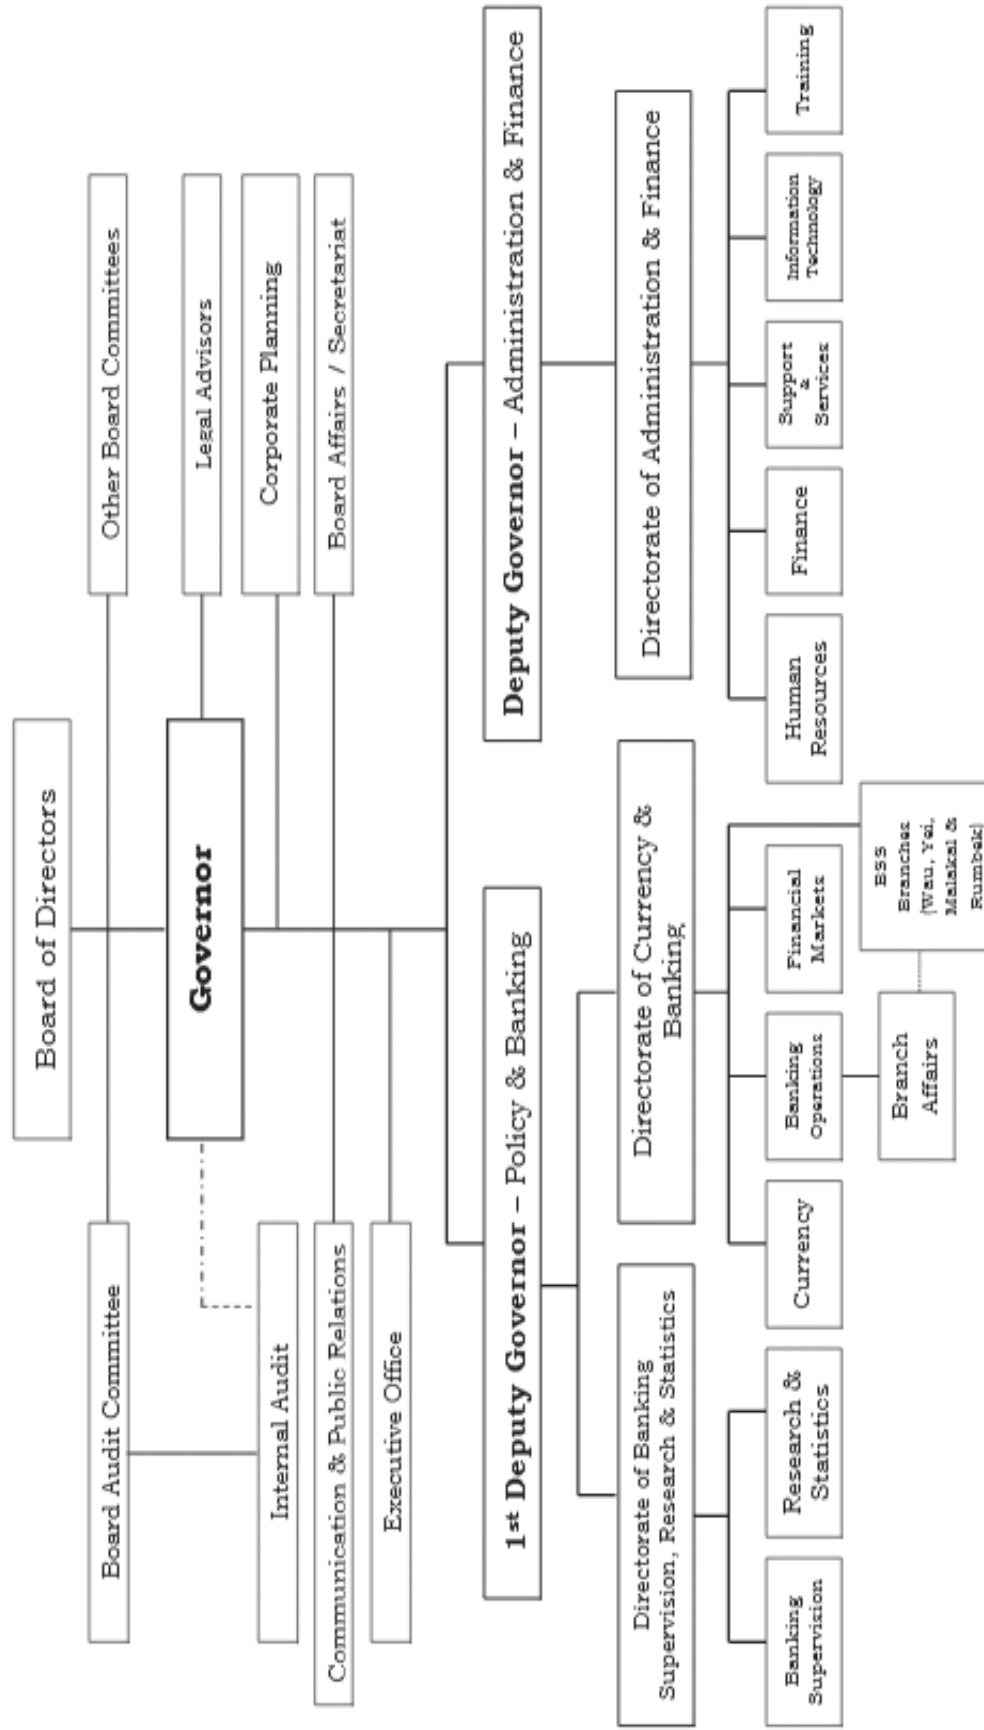 Board of Directors
Board Audit Committee
Other Board Committees
Governor
Legal Advisors
Internal Audit
Corporate Planning
Communication & Public Relations
Board Affairs / Secretariat
Executive Office
1st Deputy Governor – Policy & Banking
Deputy Governor – Administration & Finance
Directorate of Banking
Supervision, Research & Statistics
Directorate of Currency &
Banking
Directorate of Administration & Finance
Banking
Supervision
Research &
Statistics
Currency
Banking
Operations
Financial
Markets
Human
Resources
Finance
Support
&
Services
Information
Technology
Training
Branch
Affairs
BSS
Branches
(Wau, Yei,
Malakal &
Rumbek)